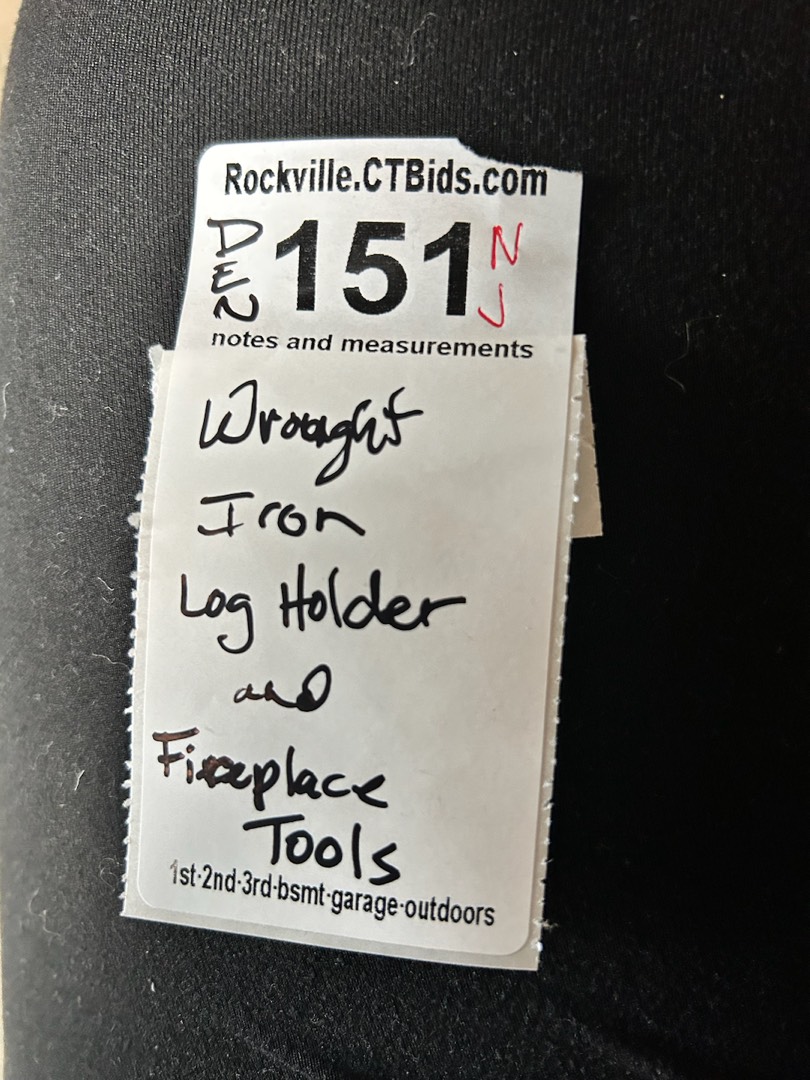 Rockville.CTBids.com
DEN 151 NJ
notes and measurements
Wrought
Iron
Log Holder
and
Fireplace
Tools
1st·2nd·3rd·bsmt·garage·outdoors